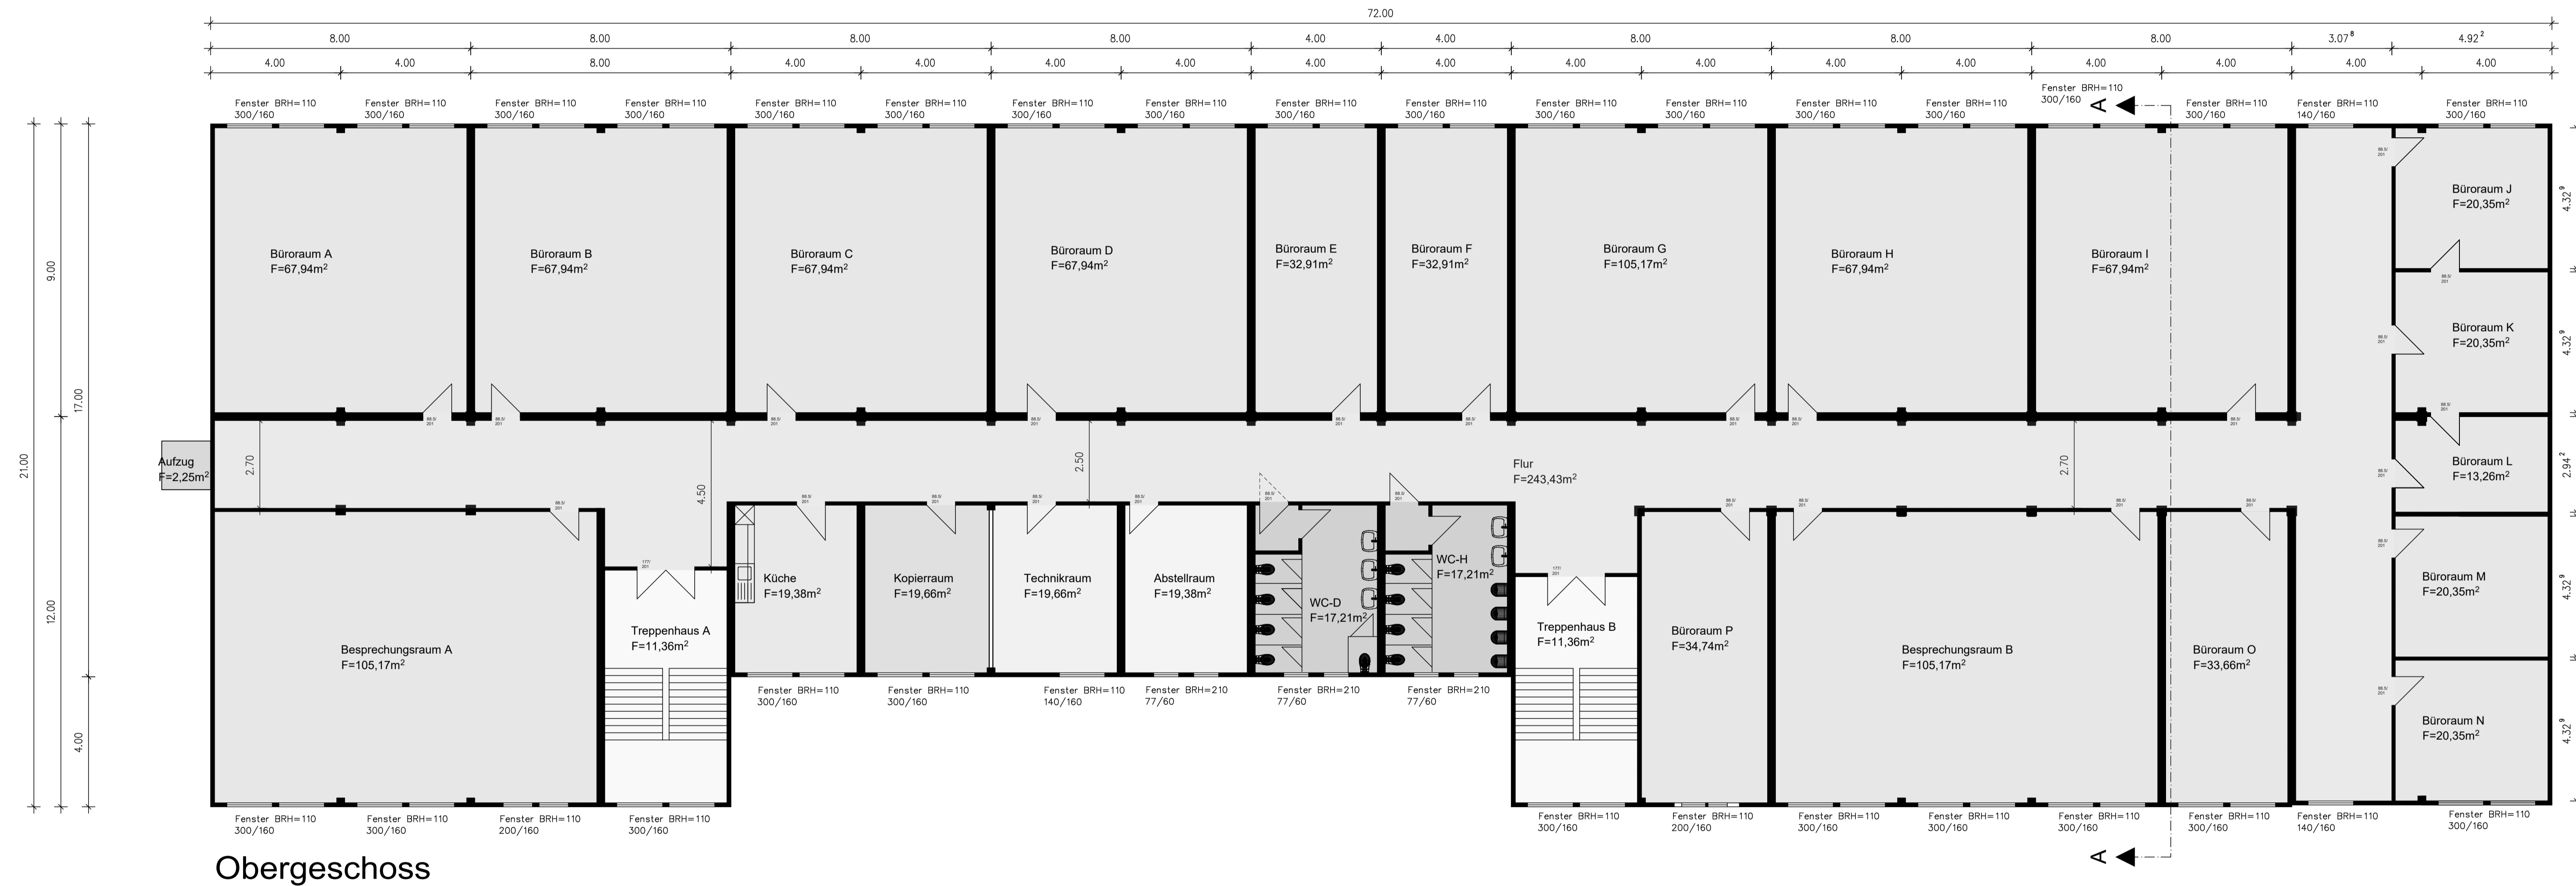 72.00
8.00 8.00 8.00 8.00 4.00 4.00 8.00 8.00 8.00 3.07⁸ 4.92²
4.00 4.00 8.00 4.00 4.00 4.00 4.00 4.00 4.00 4.00 4.00 4.00 4.00 4.00 4.00 4.00 4.00
Fenster BRH=110
300/160
Fenster BRH=110
300/160
Fenster BRH=110
300/160
Fenster BRH=110
300/160
Fenster BRH=110
300/160
Fenster BRH=110
300/160
Fenster BRH=110
300/160
Fenster BRH=110
300/160
Fenster BRH=110
300/160
Fenster BRH=110
300/160
Fenster BRH=110
300/160
Fenster BRH=110
300/160
Fenster BRH=110
300/160
Fenster BRH=110
300/160
Fenster BRH=110
300/160
A
Fenster BRH=110
300/160
Fenster BRH=110
140/160
Fenster BRH=110
300/160
21.00
9.00
12.00
17.00
4.00
Büroraum A
F=67,94m²
Büroraum B
F=67,94m²
Büroraum C
F=67,94m²
Büroraum D
F=67,94m²
Büroraum E
F=32,91m²
Büroraum F
F=32,91m²
Büroraum G
F=105,17m²
Büroraum H
F=67,94m²
Büroraum I
F=67,94m²
Büroraum J
F=20,35m²
4.32⁹
Büroraum K
F=20,35m²
4.32⁹
Aufzug
F=2,25m²
2.70
4.50
2.50
Flur
F=243,43m²
2.70
Büroraum L
F=13,26m²
2.94²
Besprechungsraum A
F=105,17m²
177/
201
Treppenhaus A
F=11,36m²
Küche
F=19,38m²
Kopierraum
F=19,66m²
Technikraum
F=19,66m²
Abstellraum
F=19,38m²
WC-D
F=17,21m²
WC-H
F=17,21m²
177/
201
Treppenhaus B
F=11,36m²
Büroraum P
F=34,74m²
Besprechungsraum B
F=105,17m²
Büroraum O
F=33,66m²
Büroraum M
F=20,35m²
4.32⁹
Büroraum N
F=20,35m²
4.32⁹
Fenster BRH=110
300/160
Fenster BRH=110
300/160
Fenster BRH=110
140/160
Fenster BRH=210
77/60
Fenster BRH=210
77/60
Fenster BRH=210
77/60
Fenster BRH=110
300/160
Fenster BRH=110
300/160
Fenster BRH=110
200/160
Fenster BRH=110
300/160
Fenster BRH=110
300/160
Fenster BRH=110
200/160
Fenster BRH=110
300/160
Fenster BRH=110
300/160
Fenster BRH=110
300/160
Fenster BRH=110
300/160
Fenster BRH=110
140/160
Fenster BRH=110
300/160
A
Obergeschoss